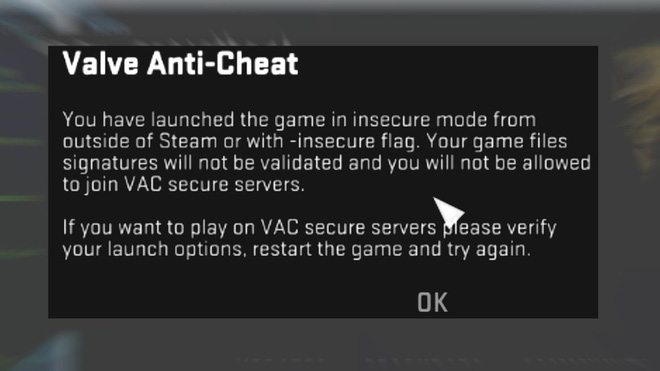 Valve Anti-Cheat
You have launched the game in insecure mode from
outside of Steam or with -insecure flag. Your game files
signatures will not be validated and you will not be allowed
to join VAC secure servers.
If you want to play on VAC secure servers please verify
your launch options, restart the game and try again.
OK